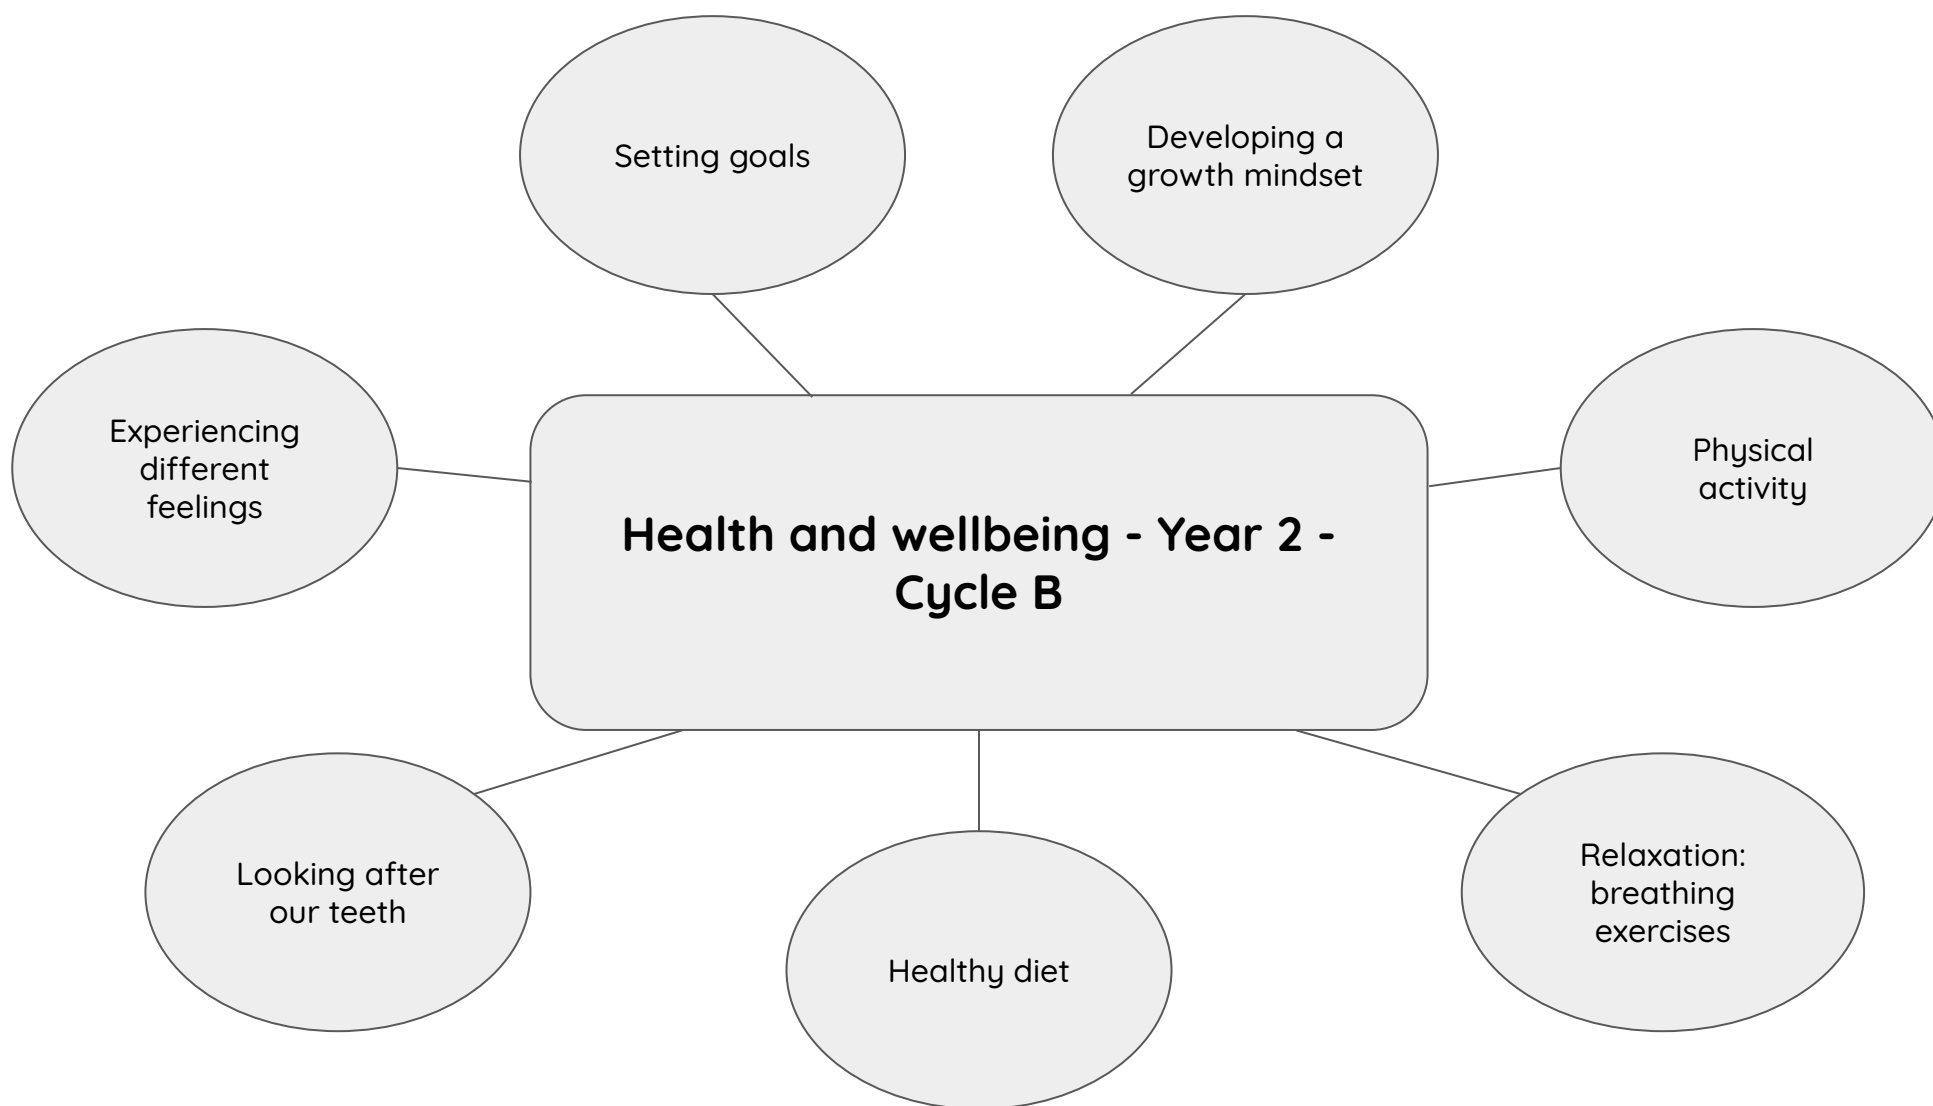 Setting goals
Developing a
growth mindset
Experiencing
different
feelings
Physical
activity
Health and wellbeing - Year 2 -
Cycle B
Looking after
our teeth
Healthy diet
Relaxation:
breathing
exercises